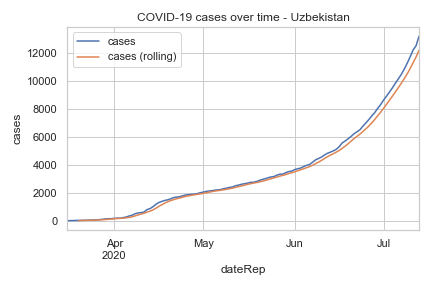 COVID-19 cases over time - Uzbekistan
cases
cases (rolling)
12000
10000
8000
6000
4000
2000
0
cases
Apr
2020
May
Jun
Jul
dateRep